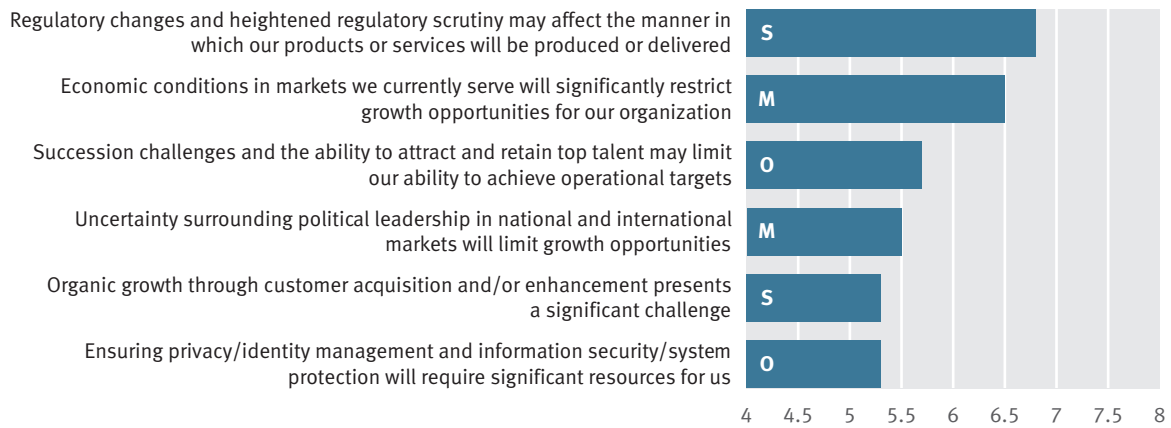 Regulatory changes and heightened regulatory scrutiny may affect the manner in
which our products or services will be produced or delivered
S
Economic conditions in markets we currently serve will significantly restrict
growth opportunities for our organization
M
Succession challenges and the ability to attract and retain top talent may limit
our ability to achieve operational targets
O
Uncertainty surrounding political leadership in national and international
markets will limit growth opportunities
M
Organic growth through customer acquisition and/or enhancement presents
a significant challenge
S
Ensuring privacy/identity management and information security/system
protection will require significant resources for us
O
4 4.5 5 5.5 6 6.5 7 7.5 8